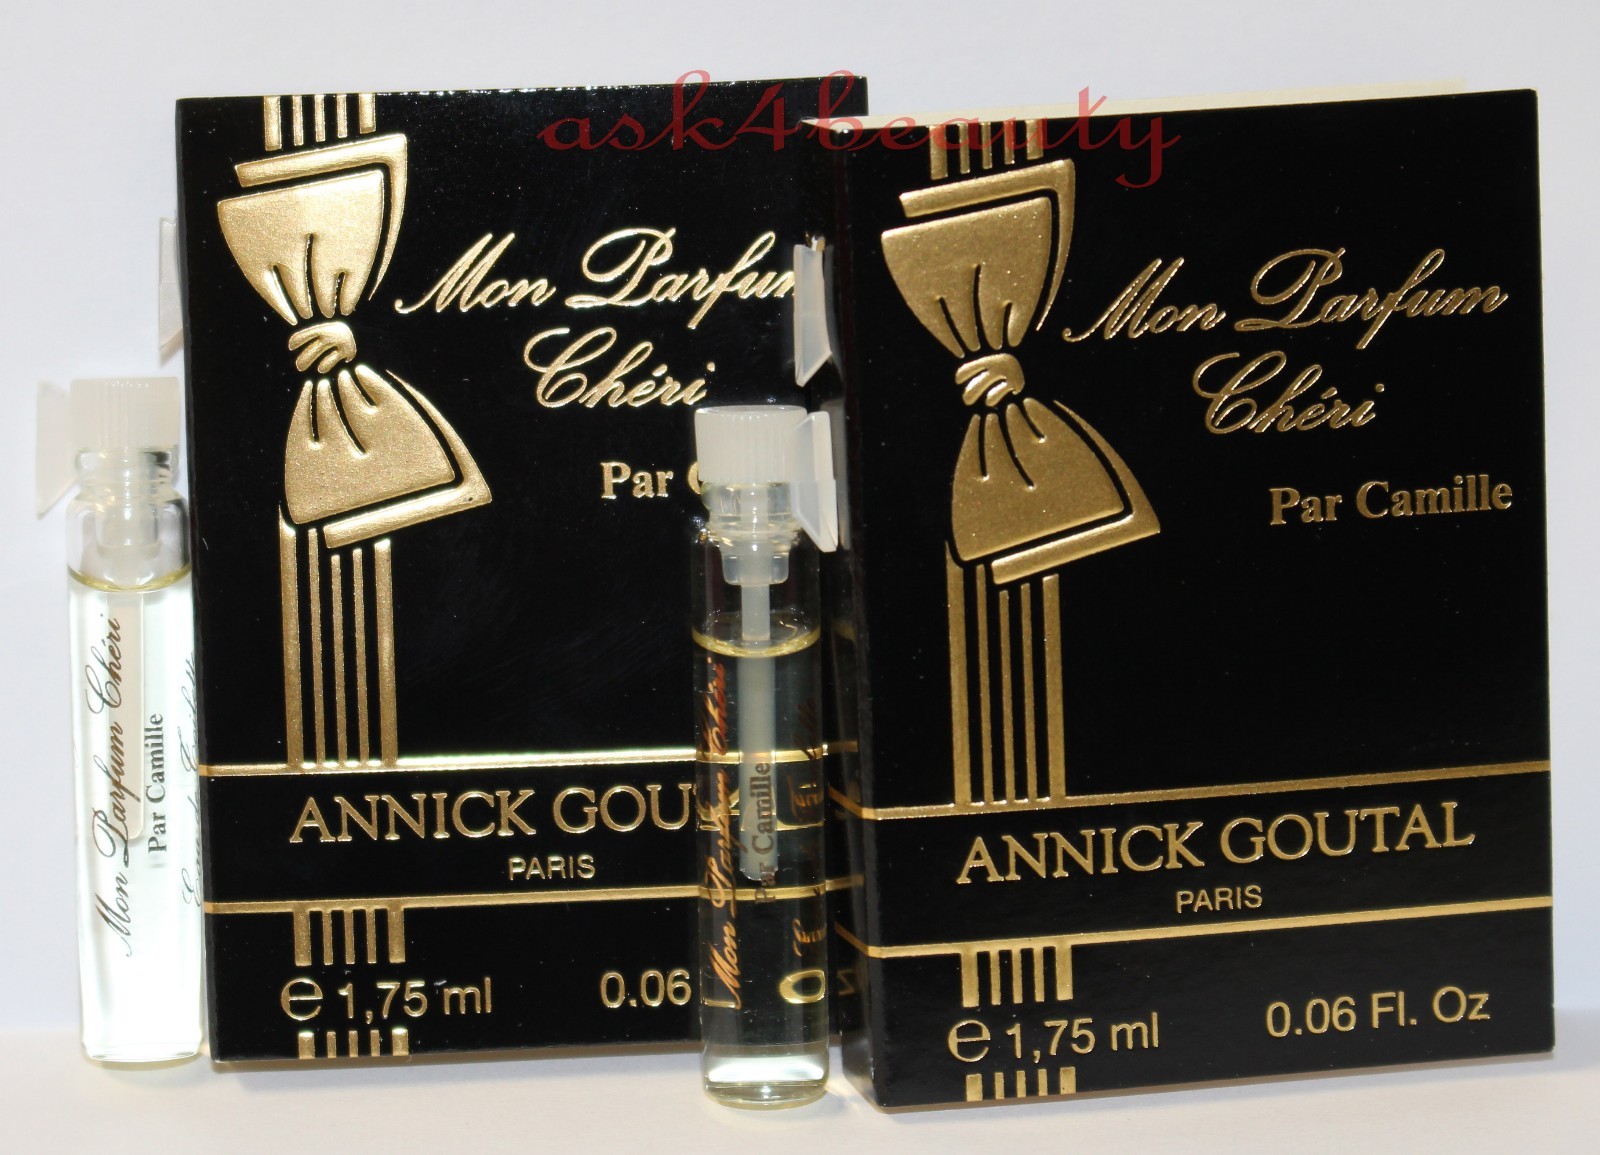 ask4beauty
Mon Parfum
Chéri
Par
ANNICK GOUTAL
PARIS
e 1,75 ml
0.06
Mon Parfum
Chéri
Par Camille
ANNICK GOUTAL
PARIS
e 1,75 ml
0.06 Fl. Oz
Mon Parfum Chéri
Par Camille
Mon Parfum Chéri
Par Camille